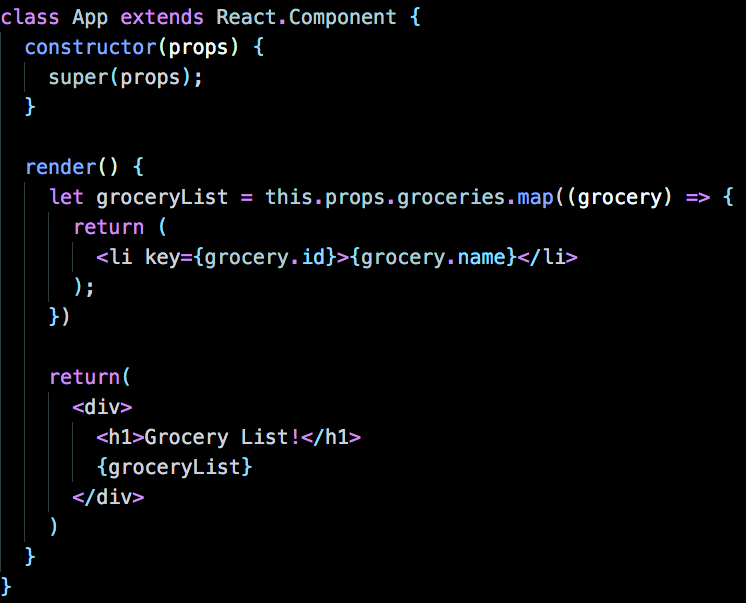 class App extends React.Component {
  constructor(props) {
    super(props);
  }

  render() {
    let groceryList = this.props.groceries.map((grocery) => {
      return (
        <li key={grocery.id}>{grocery.name}</li>
      );
    })

    return(
      <div>
        <h1>Grocery List!</h1>
        {groceryList}
      </div>
    )
  }
}